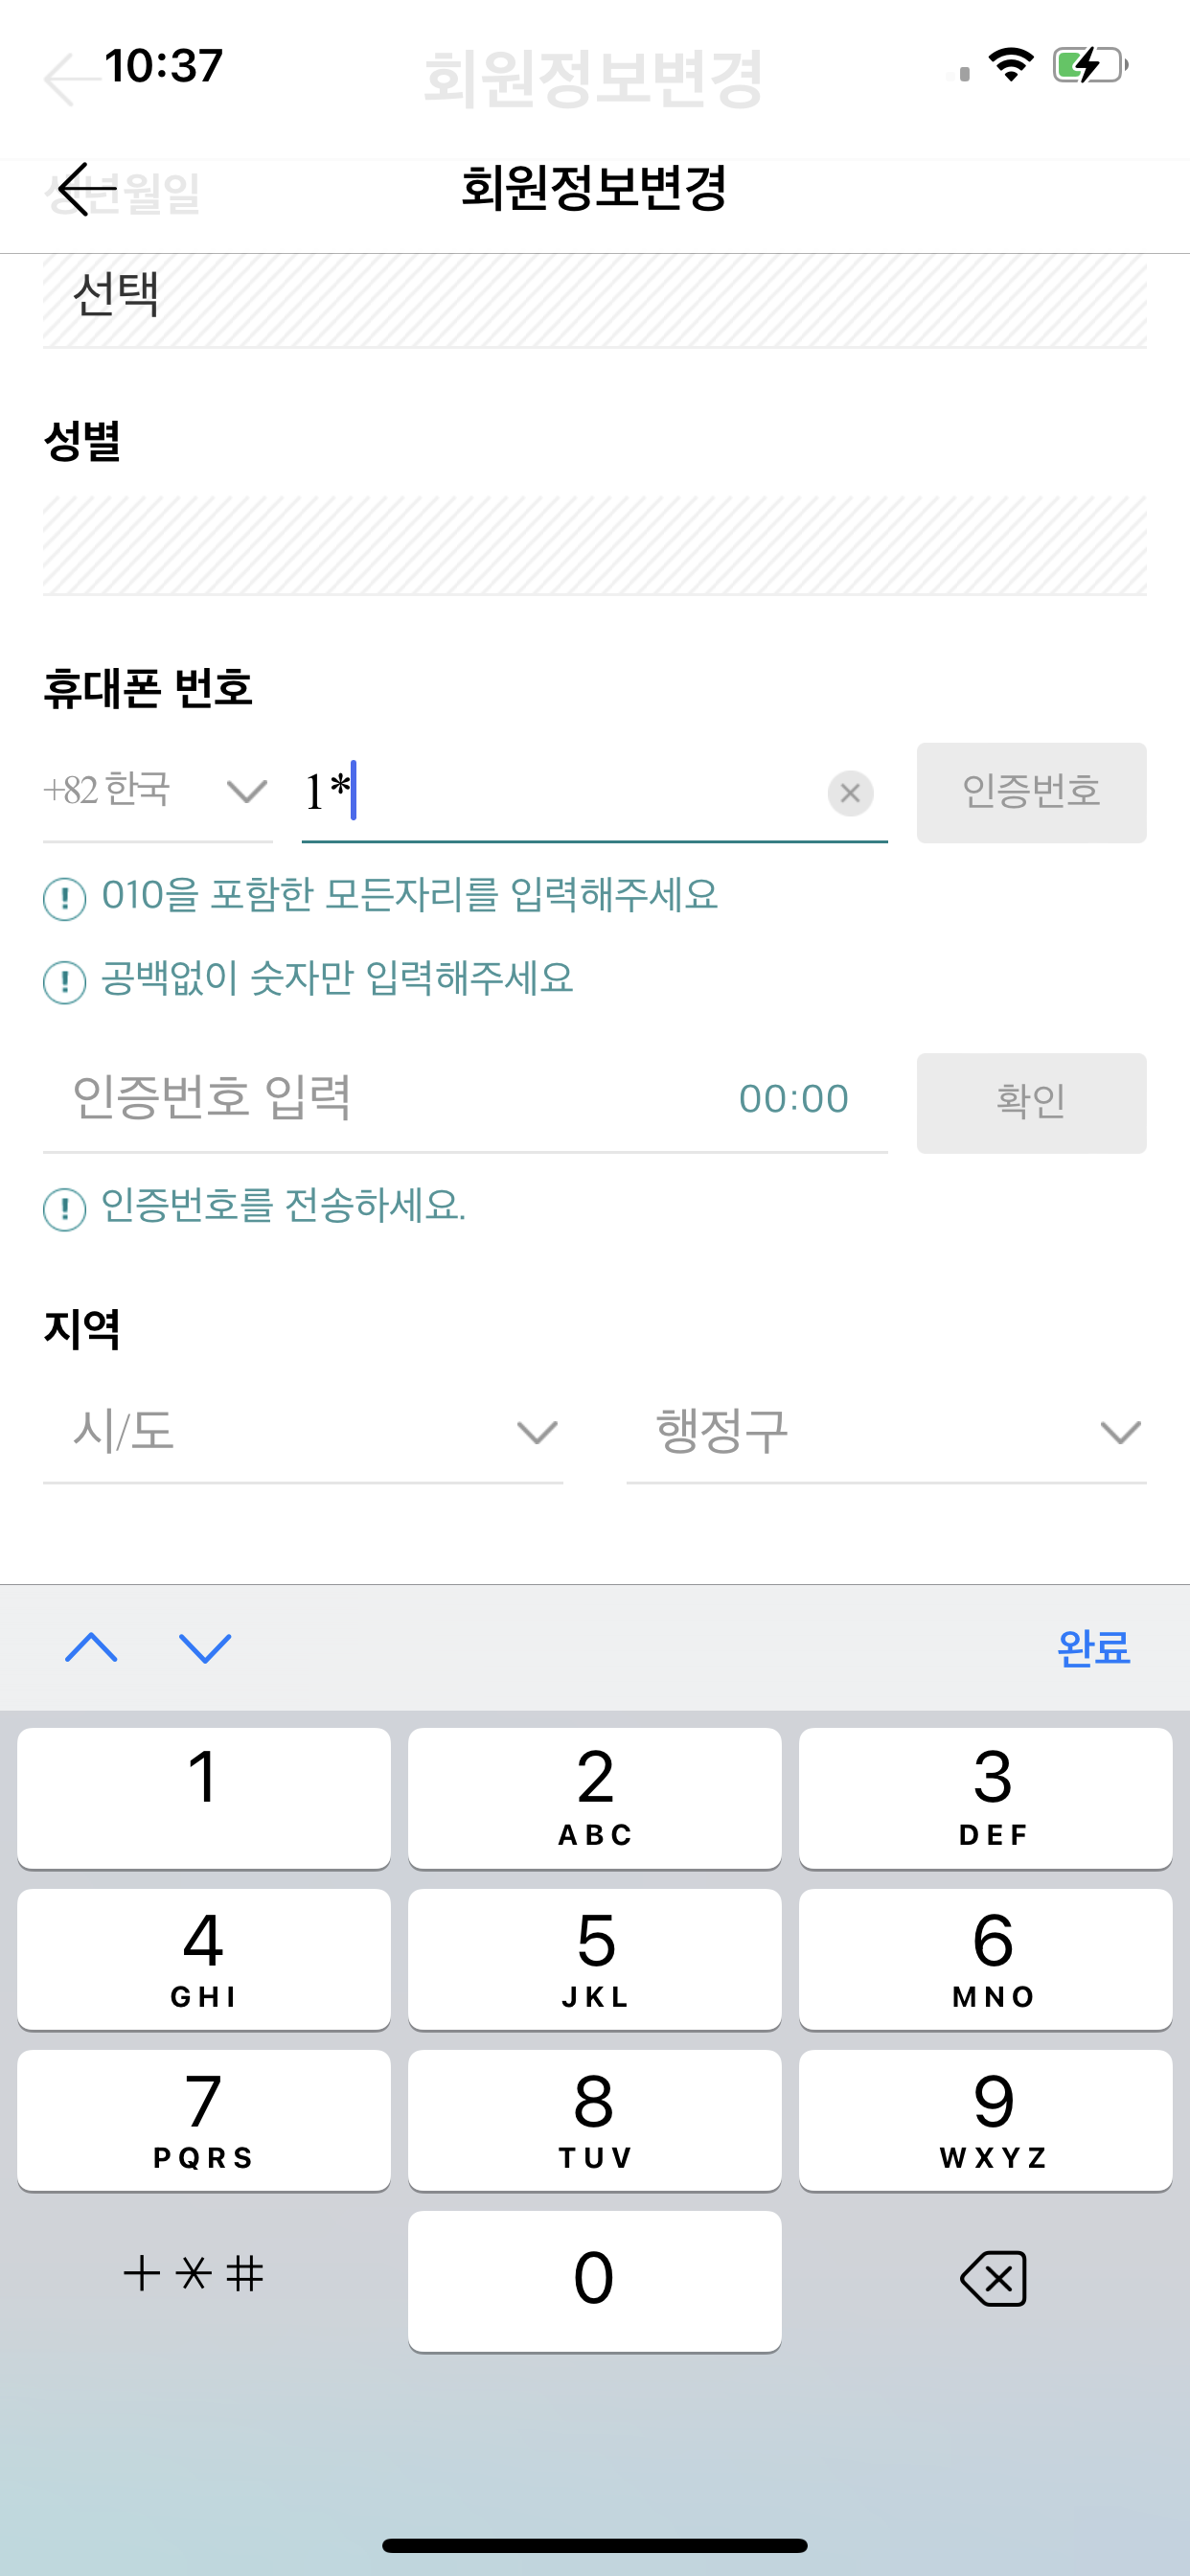 10:37
회원정보변경
생년월일
회원정보변경
선택
성별
휴대폰 번호
+82 한국
1*
인증번호
010을 포함한 모든자리를 입력해주세요
공백없이 숫자만 입력해주세요
인증번호 입력
00:00
확인
인증번호를 전송하세요.
지역
시/도
행정구
완료
1
2
ABC
3
DEF
4
GHI
5
JKL
6
MNO
7
PQRS
8
TUV
9
WXYZ
+*#
0